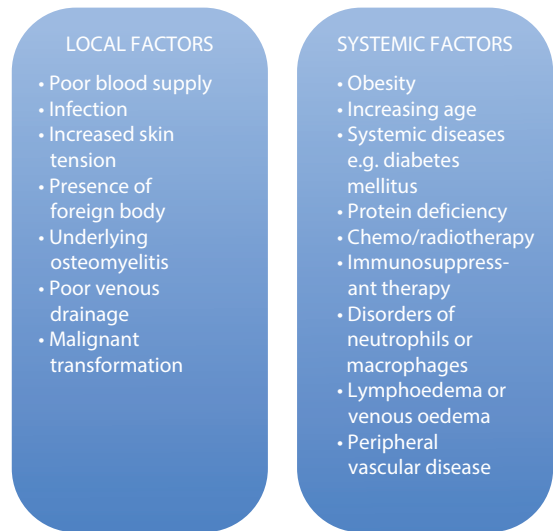 LOCAL FACTORS
• Poor blood supply
• Infection
• Increased skin
tension
• Presence of
foreign body
• Underlying
osteomyelitis
• Poor venous
drainage
• Malignant
transformation
SYSTEMIC FACTORS
• Obesity
• Increasing age
• Systemic diseases
e.g. diabetes
mellitus
• Protein deficiency
• Chemo/radiotherapy
• Immunosuppress-
ant therapy
• Disorders of
neutrophils or
macrophages
• Lymphoedema or
venous oedema
• Peripheral
vascular disease